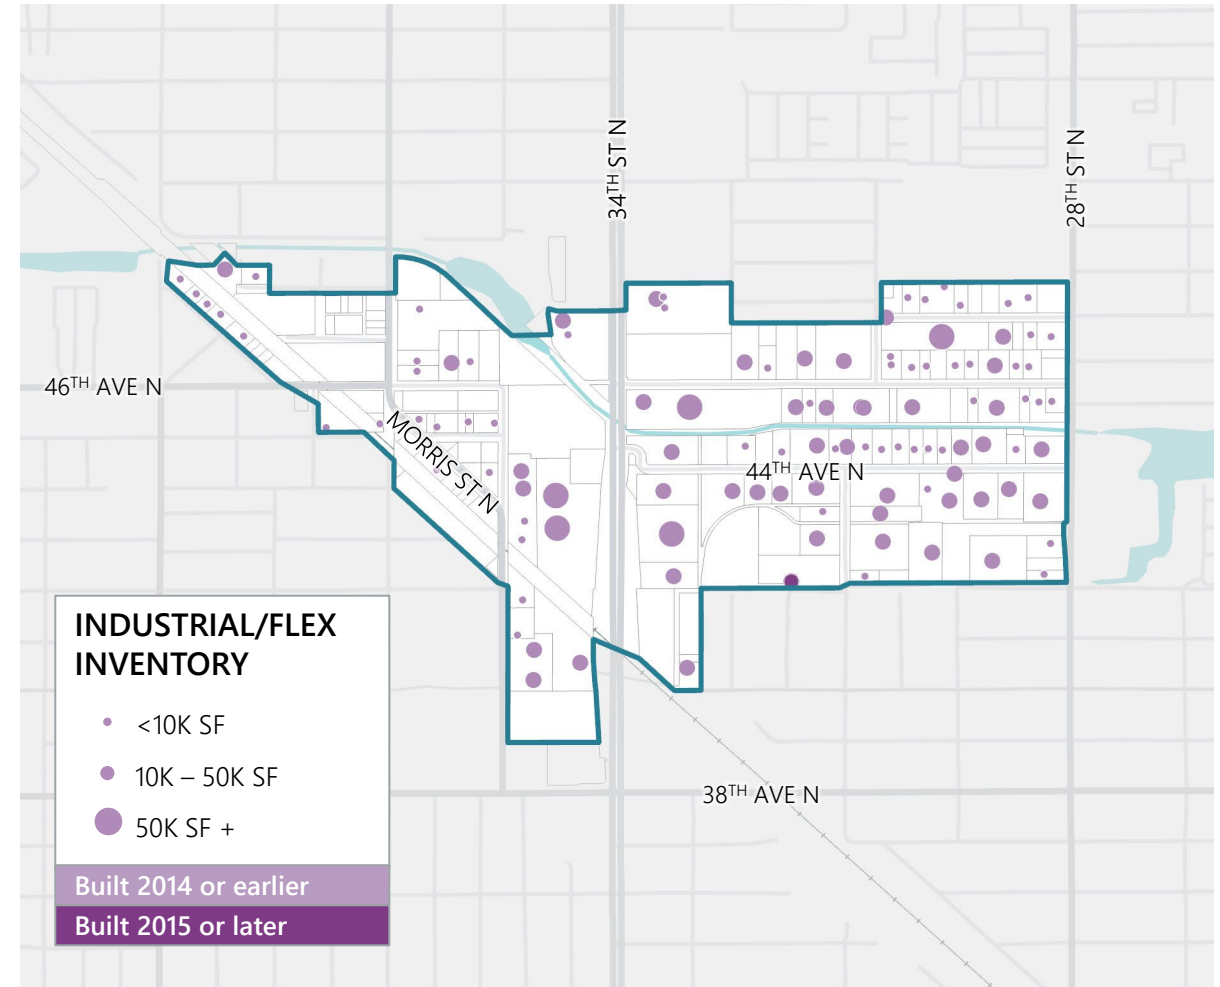 34TH ST N
28TH ST N
46TH AVE N
MORRIS ST N
44TH AVE N
INDUSTRIAL/FLEX
INVENTORY
<10K SF
10K – 50K SF
50K SF +
Built 2014 or earlier
Built 2015 or later
38TH AVE N